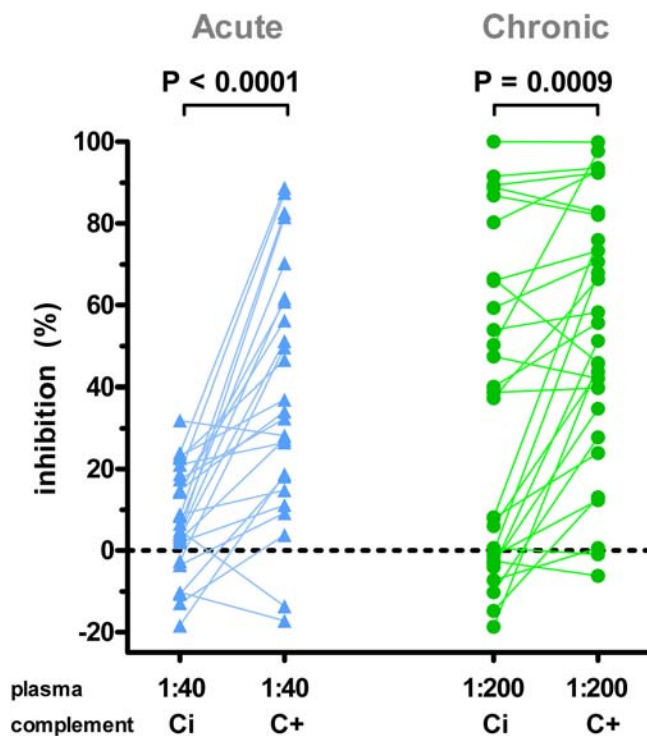 Acute Chronic
P < 0.0001 P = 0.0009
100
80
60
40
20
0
-20
inhibition (%)
plasma 1:40 1:40 1:200 1:200
complement Ci C+ Ci C+